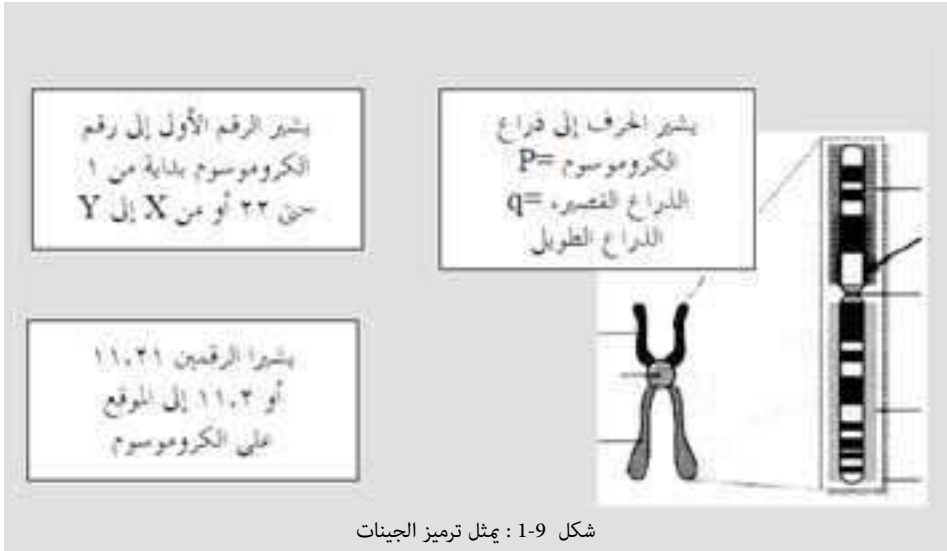 يشير الحرف إلى ذراع
الكروموسوم P=
الذراع القصيره q=
الذراع الطويل
يشير الرقم الأول إلى رقم
الكروموسوم بداية من ١
حتى ٢٢ أو من X إلى Y
يشيرا الرقمين ١١,٢١
أو ١١,٢ إلى الموقع
على الكروموسوم
شكل 9-1 : يمثل ترميز الجينات